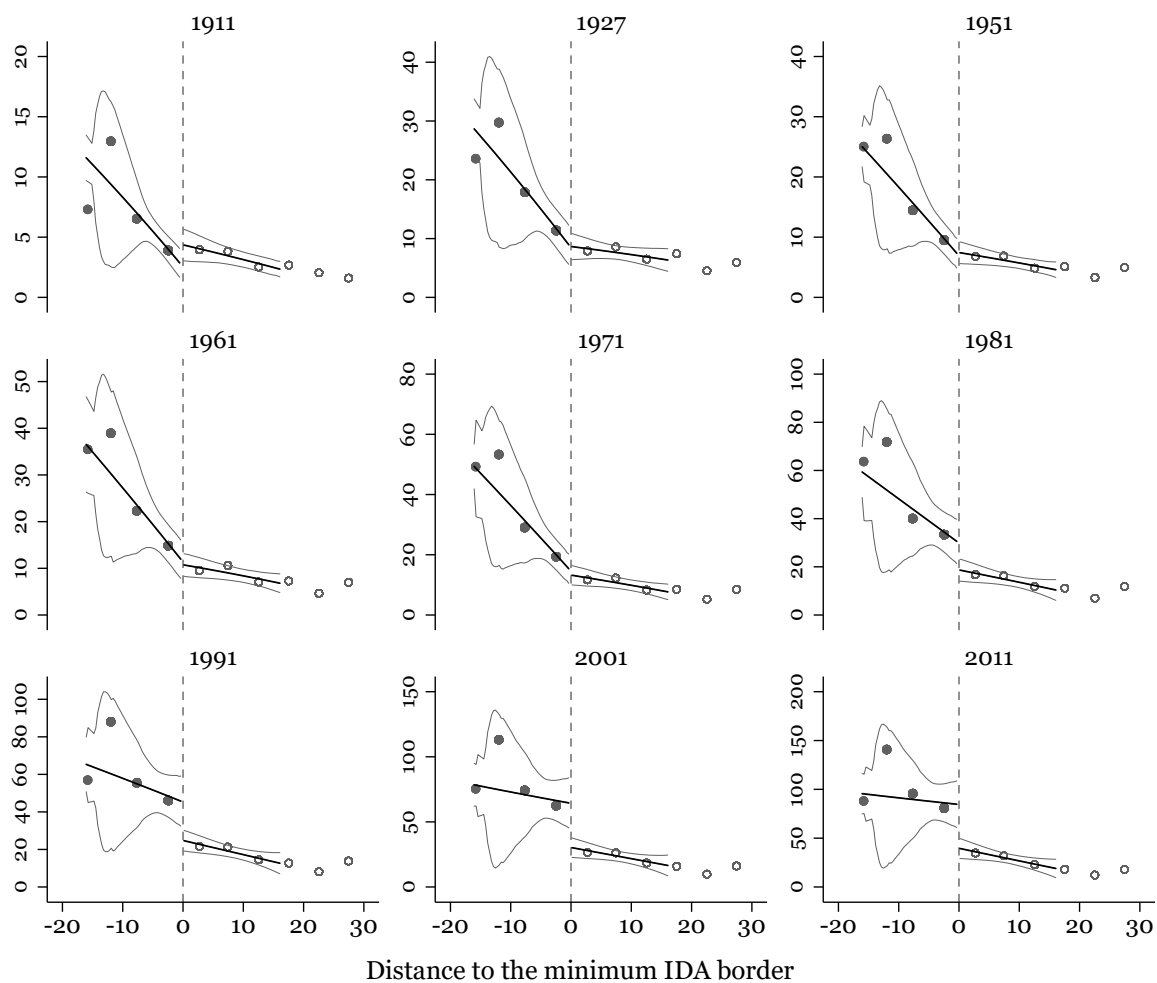 1911 1927 1951
20 15 10 5 0
40 30 20 10 0
40 30 20 10 0
1961 1971 1981
50 40 30 20 10 0
80 60 40 20 0
100 80 60 40 20 0
1991 2001 2011
100 80 60 40 20 0
150 100 50 0
200 150 100 50 0
-20 -10 0 10 20 30 -20 -10 0 10 20 30 -20 -10 0 10 20 30
Distance to the minimum IDA border